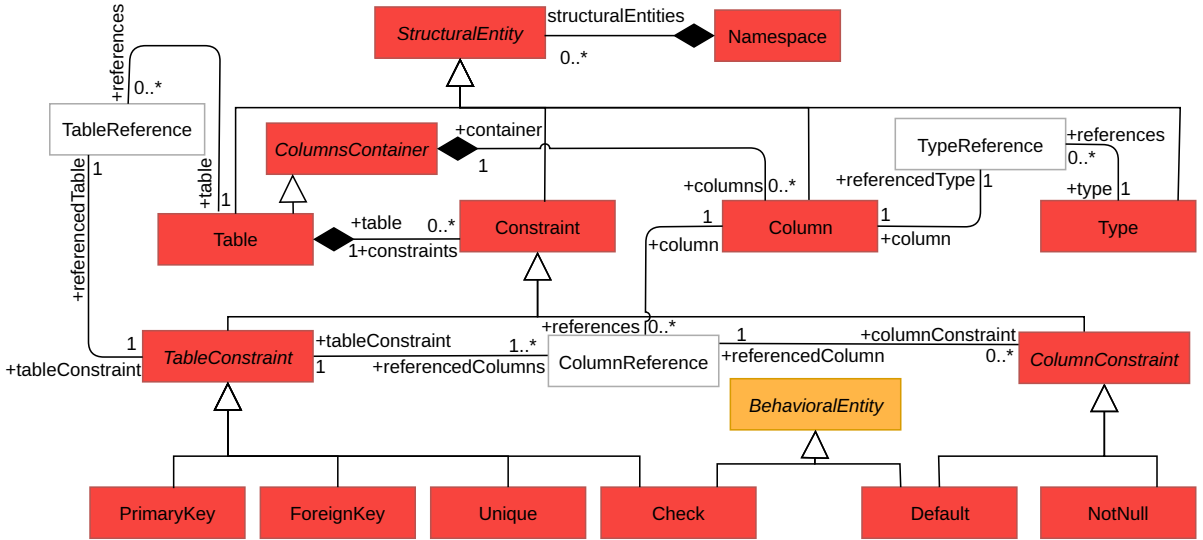 structuralEntities
StructuralEntity
Namespace
0..*
+references
0..*
TableReference
+container
ColumnsContainer
1
TypeReference
+references
0..*
1
+referencedTable
+table
1
+columns
0..*
+referencedType
1
+type
1
Table
+table
0..*
1
+constraints
Constraint
1
+column
Column
1
+column
Type
+references
0..*
1
+tableConstraint
TableConstraint
+tableConstraint
1..*
1
+referencedColumns
ColumnReference
1
+columnConstraint
+referencedColumn
0..*
ColumnConstraint
BehavioralEntity
PrimaryKey
ForeignKey
Unique
Check
Default
NotNull